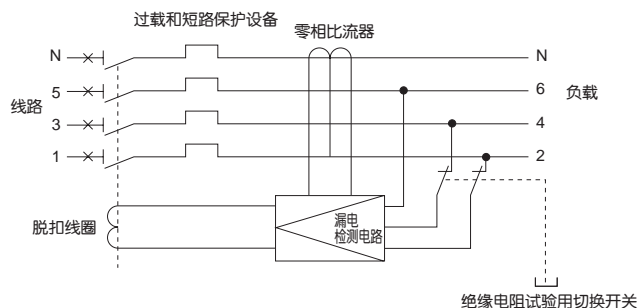 过载和短路保护设备
零相比流器
N
N
5
6
负载
线路
3
4
1
2
脱扣线圈
漏电
检测电路
绝缘电阻试验用切换开关